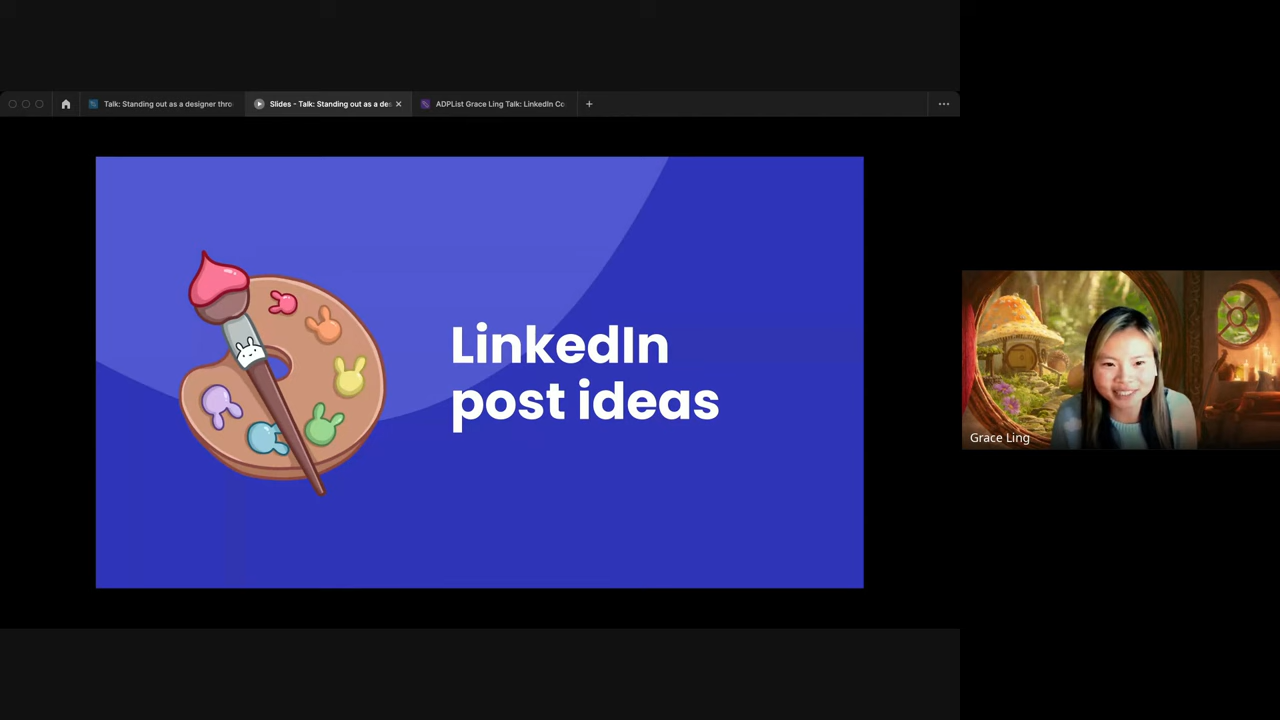 Talk: Standing out as a designer thro
Slides - Talk: Standing out as a des
ADPList Grace Ling Talk: LinkedIn Co
LinkedIn
post ideas
Grace Ling